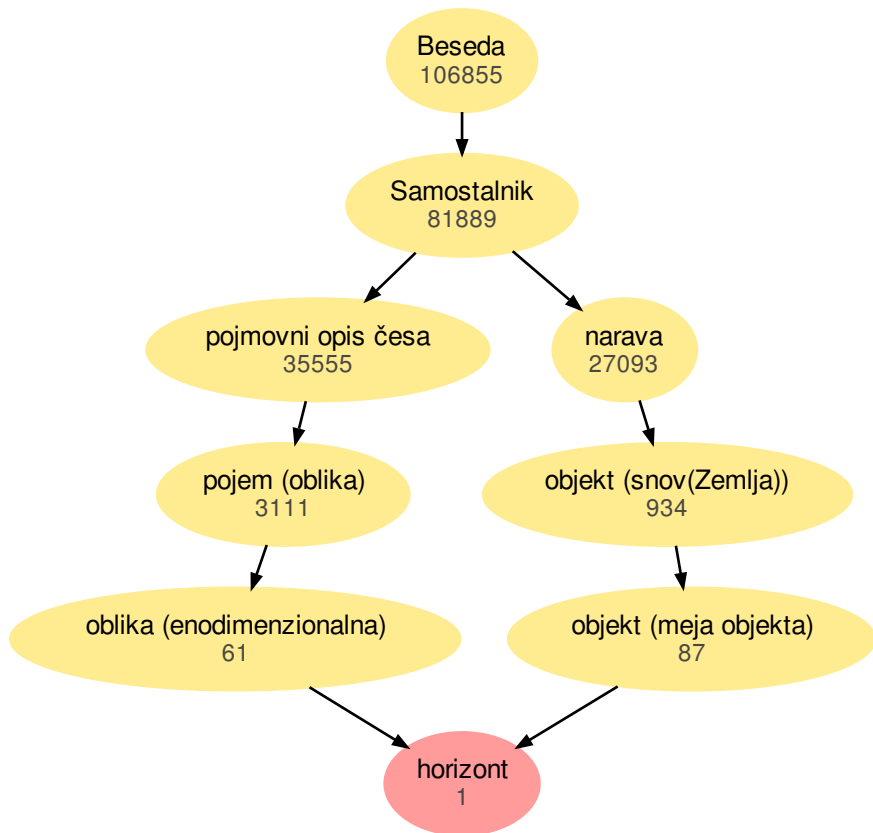 Beseda
106855
Samostalnik
81889
pojmovni opis česa
35555
narava
27093
pojem (oblika)
3111
objekt (snov(Zemlja))
934
oblika (enodimenzionalna)
61
objekt (meja objekta)
87
horizont
1